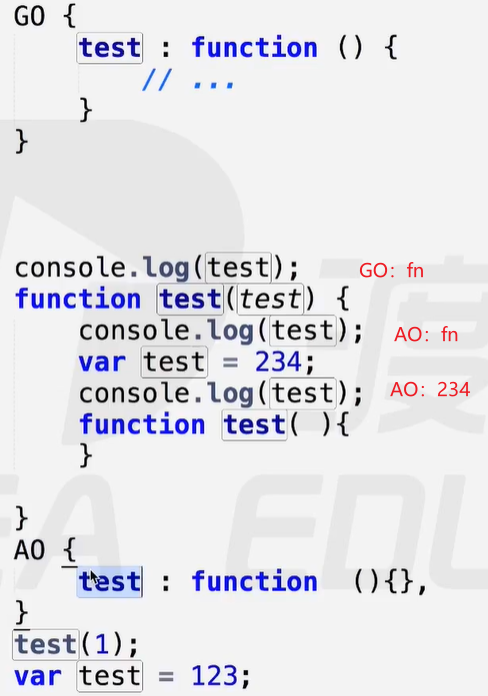 GO {
test : function () {
// ...
}
}
console.log(test); GO: fn
function test(test) {
console.log(test); AO: fn
var test = 234;
console.log(test); AO: 234
function test( ){
}
}
AO {
test : function (){},
}
test(1);
var test = 123;